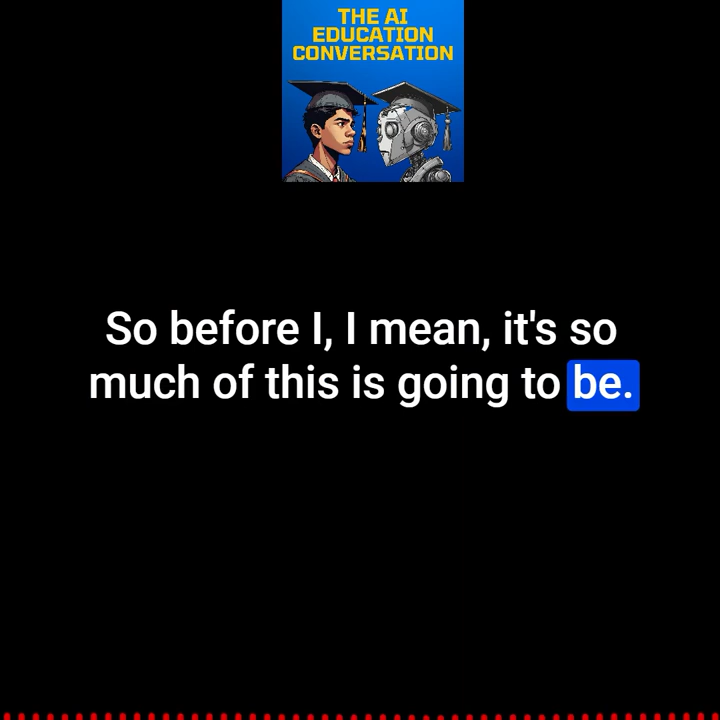 THE AI
EDUCATION
CONVERSATION
So before I, I mean, it's so
much of this is going to be.